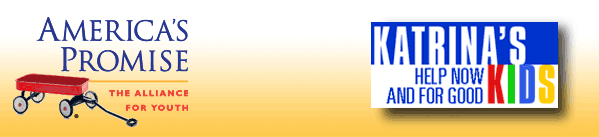 AMERICA'S
PROMISE
THE ALLIANCE
FOR YOUTH
®
KATRINA'S
HELP NOW
AND FOR GOOD
KIDS